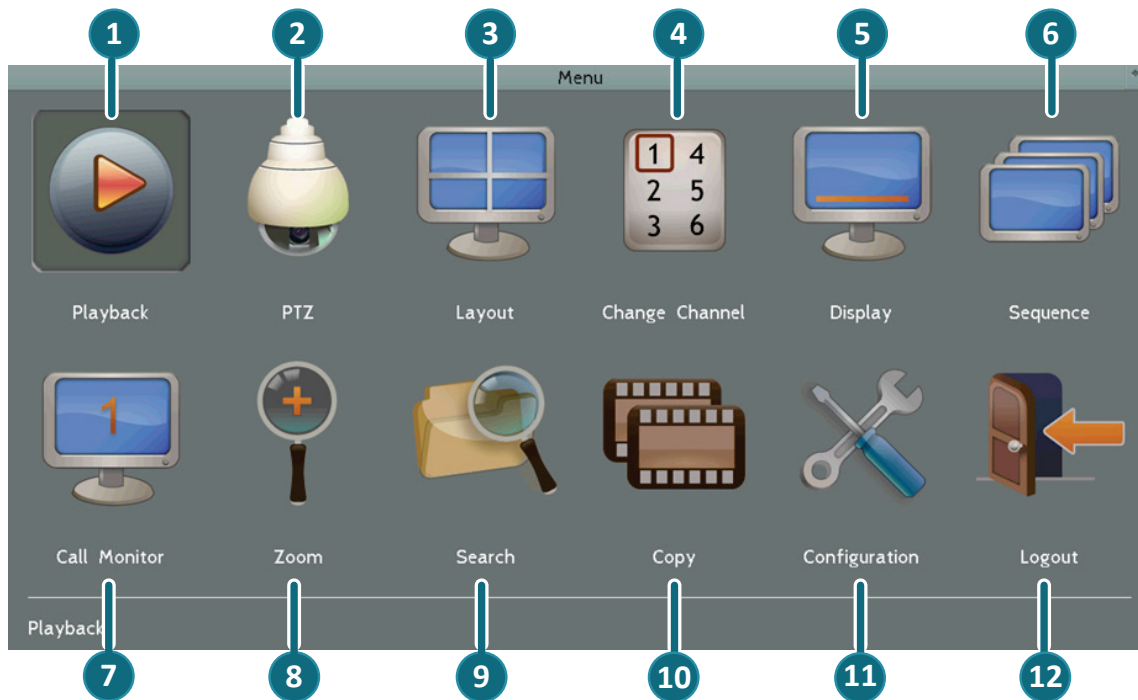 1 2 3 4 5 6
Menu
1 4
2 5
3 6
Playback PTZ Layout Change Channel Display Sequence
1
Call Monitor Zoom Search Copy Configuration Logout
Playback
7 8 9 10 11 12